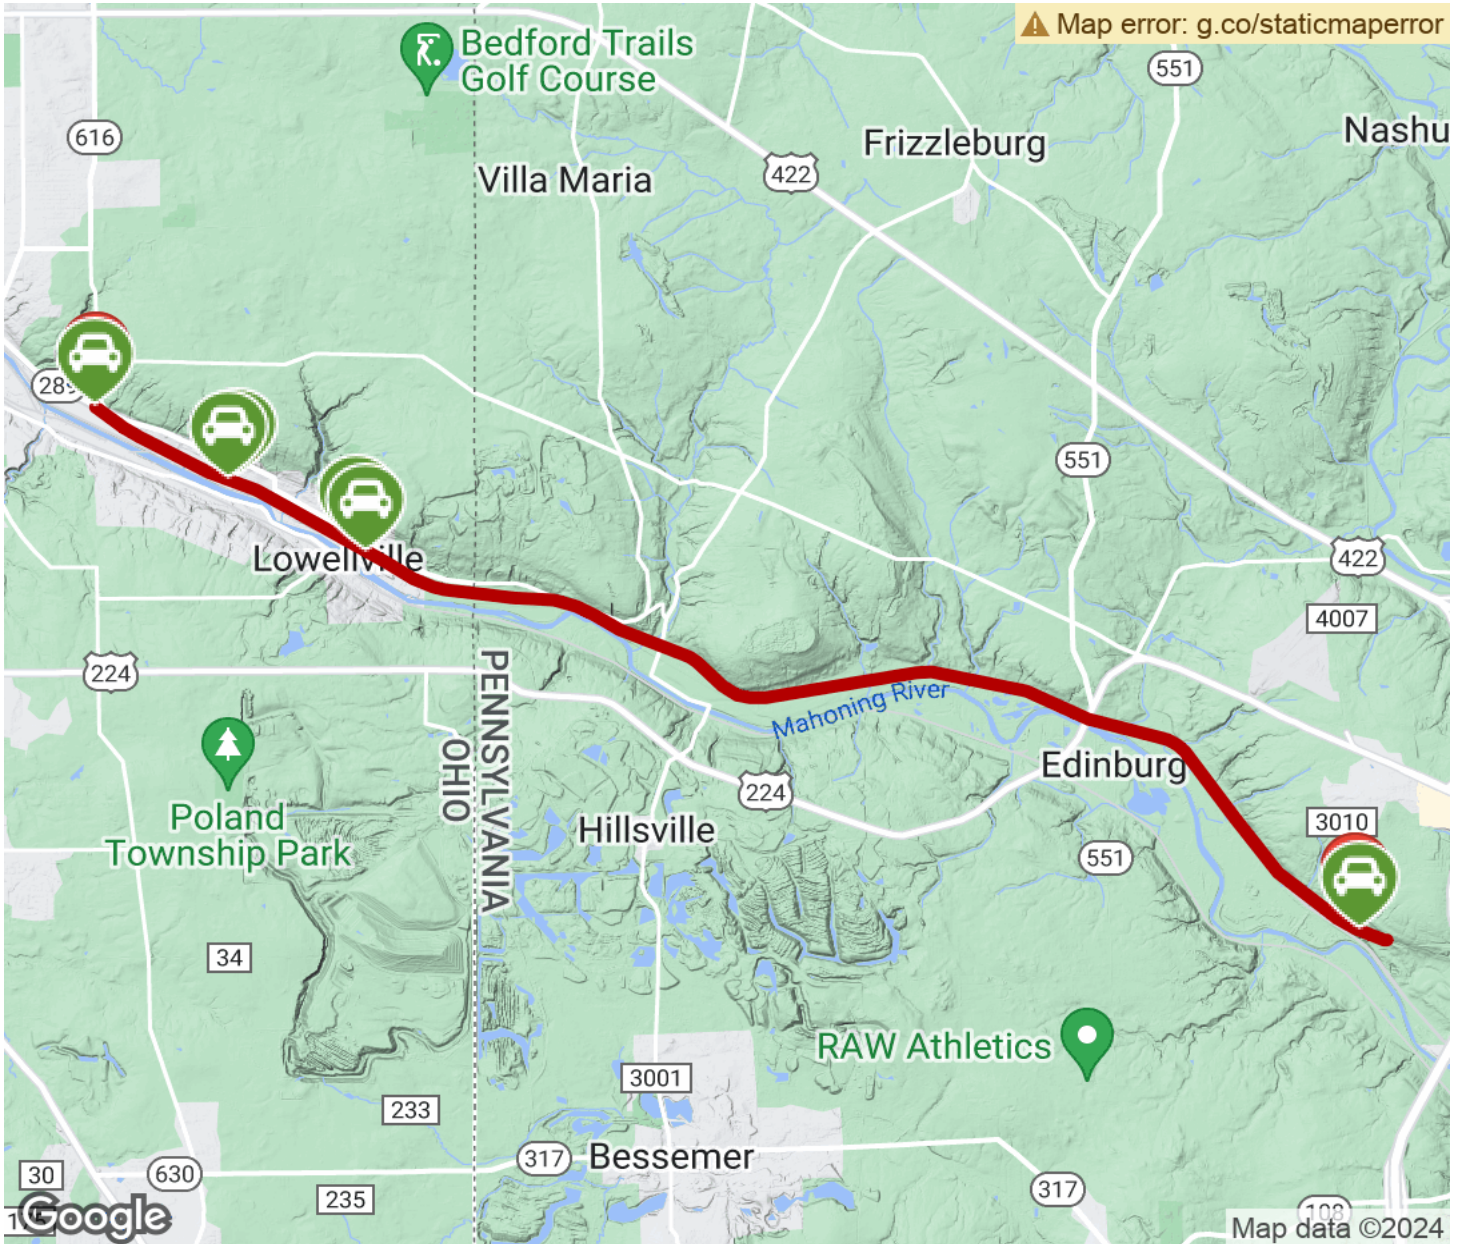 Map error: g.co/staticmaperror
Bedford Trails
Golf Course
551
616
Frizzleburg
Nashu
Villa Maria
422
289
551
Lowellville
422
4007
224
PENNSYLVANIA
OHIO
Mahoning River
Edinburg
224
Poland
Township Park
Hillsville
3010
551
34
RAW Athletics
3001
233
317
Bessemer
30
630
235
317
108
Google
Map data ©2024